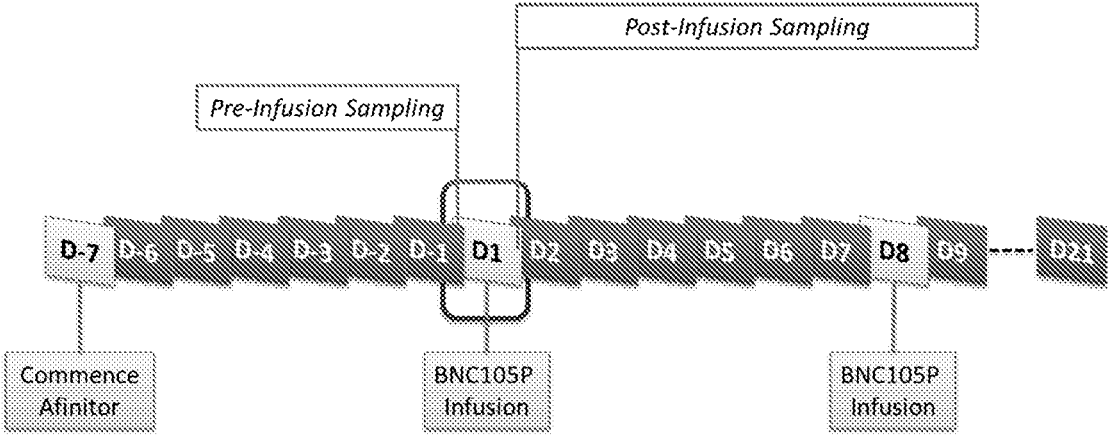 Post-Infusion Sampling
Pre-Infusion Sampling
D-7 D-6 D-5 D-4 D-3 D-2 D-1 D1 D2 D3 D4 D5 D6 D7 D8 D9 D21
Commence
Afinitor
BNC105P
Infusion
BNC105P
Infusion